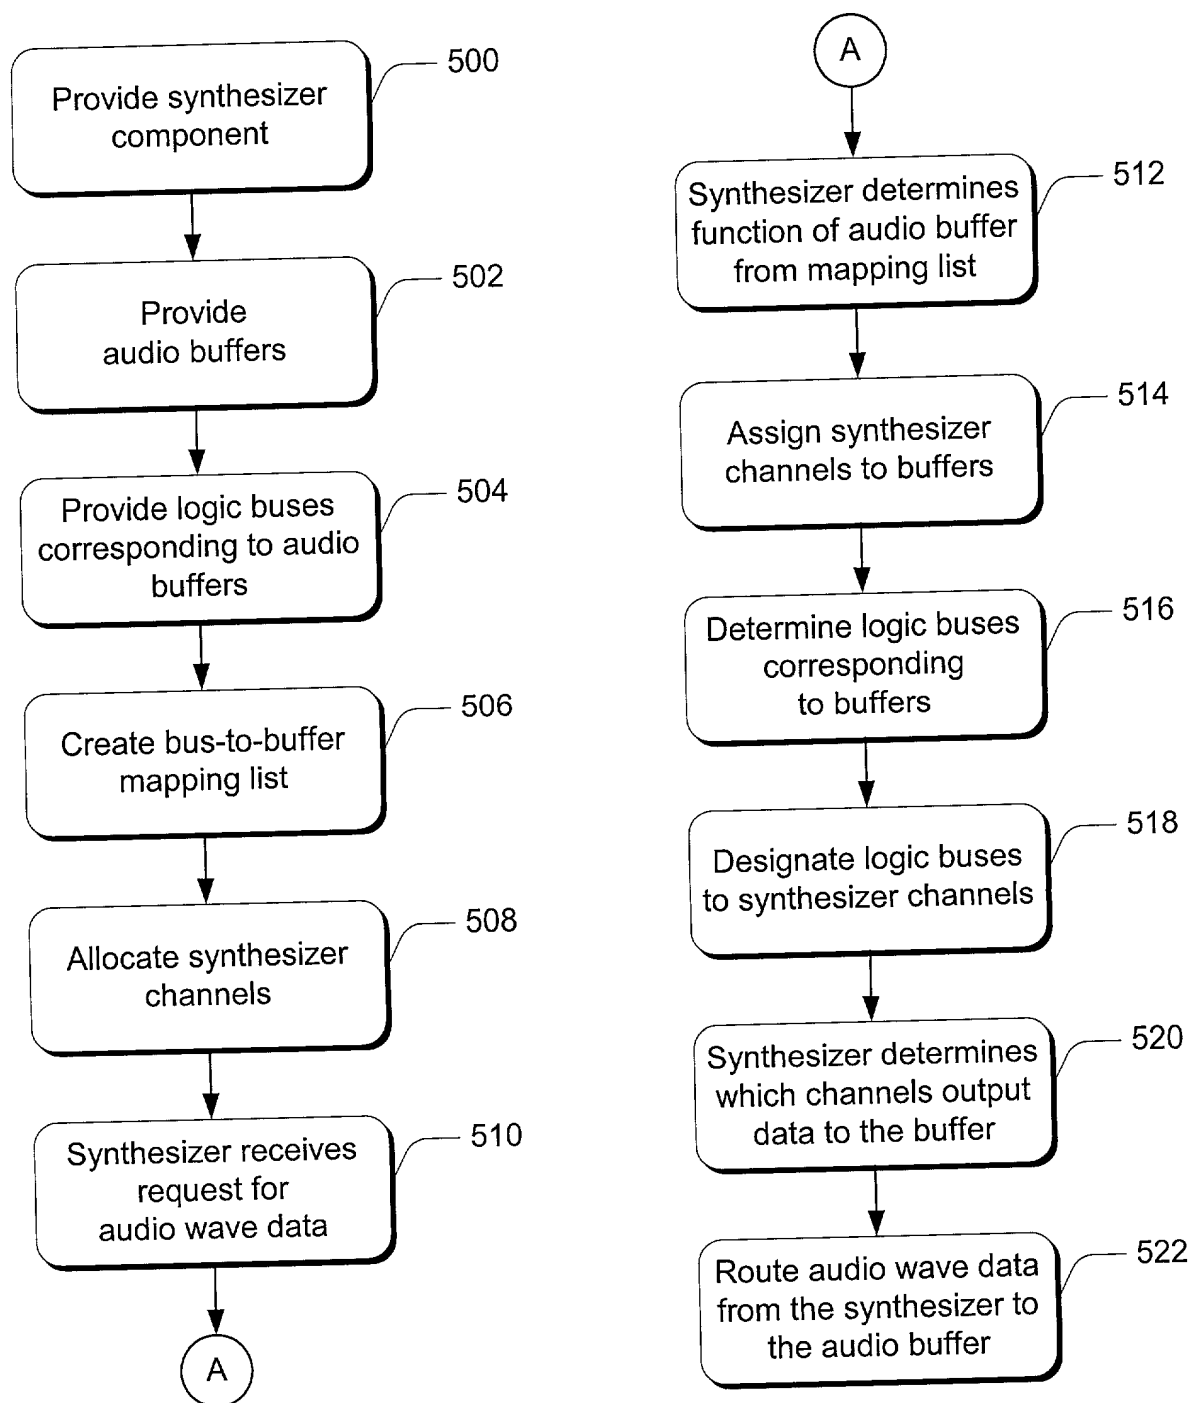 500
Provide synthesizer
component
502
Provide
audio buffers
504
Provide logic buses
corresponding to audio
buffers
506
Create bus-to-buffer
mapping list
508
Allocate synthesizer
channels
510
Synthesizer receives
request for
audio wave data
A
A
512
Synthesizer determines
function of audio buffer
from mapping list
514
Assign synthesizer
channels to buffers
516
Determine logic buses
corresponding
to buffers
518
Designate logic buses
to synthesizer channels
520
Synthesizer determines
which channels output
data to the buffer
522
Route audio wave data
from the synthesizer to
the audio buffer